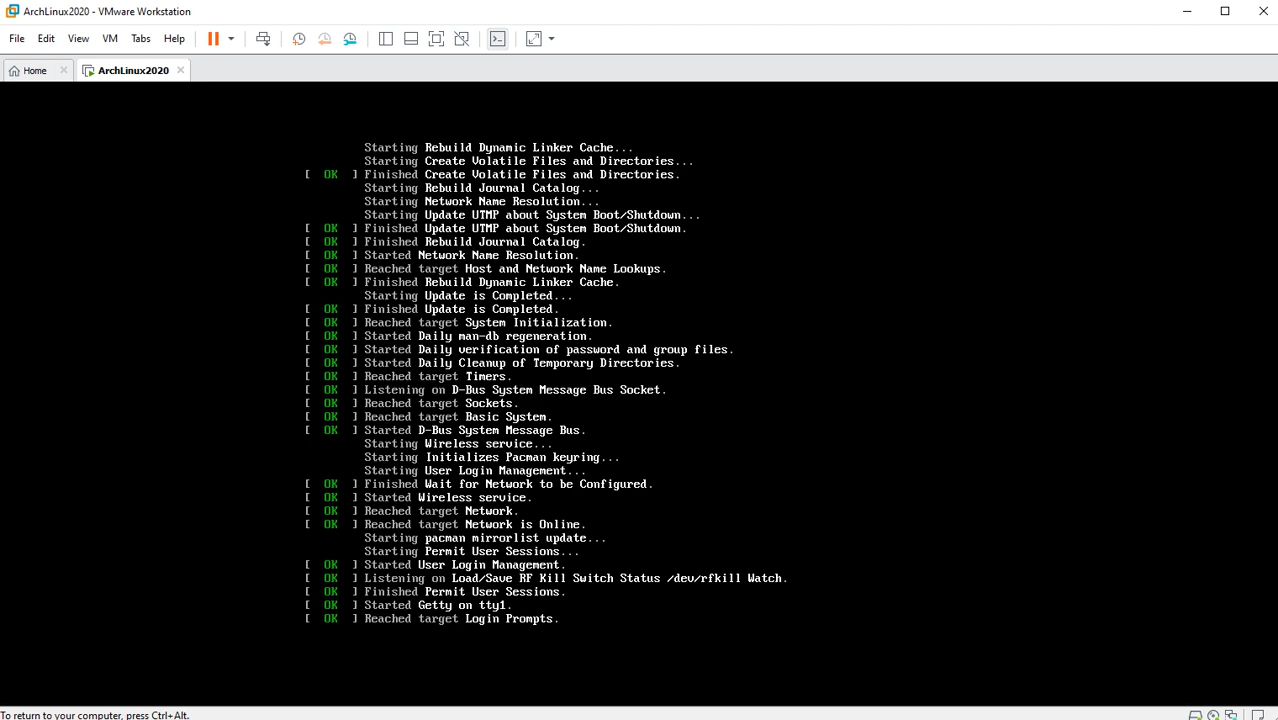 ArchLinux2020 - VMware Workstation
File Edit View VM Tabs Help
Home ArchLinux2020
Starting Rebuild Dynamic Linker Cache...
Starting Create Volatile Files and Directories...
[ OK ] Finished Create Volatile Files and Directories.
Starting Rebuild Journal Catalog...
Starting Network Name Resolution...
Starting Update UTMP about System Boot/Shutdown...
[ OK ] Finished Update UTMP about System Boot/Shutdown.
[ OK ] Finished Rebuild Journal Catalog.
[ OK ] Started Network Name Resolution.
[ OK ] Reached target Host and Network Name Lookups.
[ OK ] Finished Rebuild Dynamic Linker Cache.
Starting Update is Completed...
[ OK ] Finished Update is Completed.
[ OK ] Reached target System Initialization.
[ OK ] Started Daily man-db regeneration.
[ OK ] Started Daily verification of password and group files.
[ OK ] Started Daily Cleanup of Temporary Directories.
[ OK ] Reached target Timers.
[ OK ] Listening on D-Bus System Message Bus Socket.
[ OK ] Reached target Sockets.
[ OK ] Reached target Basic System.
[ OK ] Started D-Bus System Message Bus.
Starting Wireless service...
Starting Initializes Pacman keyring...
Starting User Login Management...
[ OK ] Finished Wait for Network to be Configured.
[ OK ] Started Wireless service.
[ OK ] Reached target Network.
[ OK ] Reached target Network is Online.
Starting pacman mirrorlist update...
Starting Permit User Sessions...
[ OK ] Started User Login Management.
[ OK ] Listening on Load/Save RF Kill Switch Status /dev/rfkill Watch.
[ OK ] Finished Permit User Sessions.
[ OK ] Started Getty on tty1.
[ OK ] Reached target Login Prompts.
To return to your computer, press Ctrl+Alt.